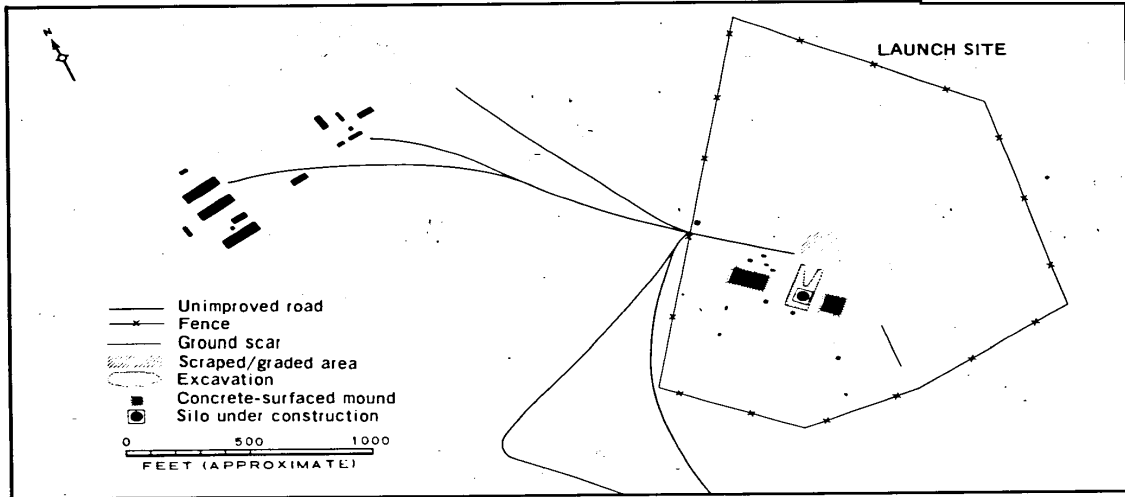 N
LAUNCH SITE
Unimproved road
Fence
Ground scar
Scraped/graded area
Excavation
Concrete-surfaced mound
Silo under construction
0 500 1000
FEET (APPROXIMATE)